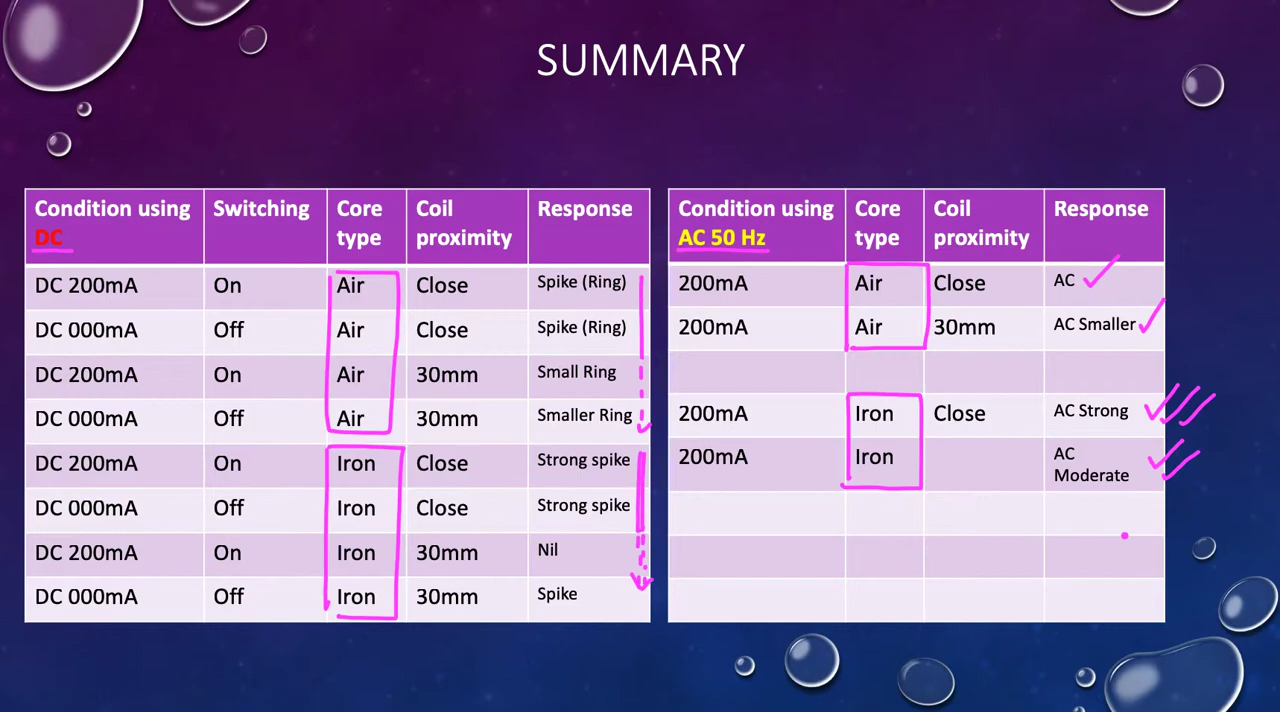 SUMMARY
Condition using DC Switching Core type Coil proximity Response
DC 200mA On Air Close Spike (Ring)
DC 000mA Off Air Close Spike (Ring)
DC 200mA On Air 30mm Small Ring
DC 000mA Off Air 30mm Smaller Ring
DC 200mA On Iron Close Strong spike
DC 000mA Off Iron Close Strong spike
DC 200mA On Iron 30mm Nil
DC 000mA Off Iron 30mm Spike
Condition using AC 50 Hz Core type Coil proximity Response
200mA Air Close AC
200mA Air 30mm AC Smaller
200mA Iron Close AC Strong
200mA Iron AC Moderate